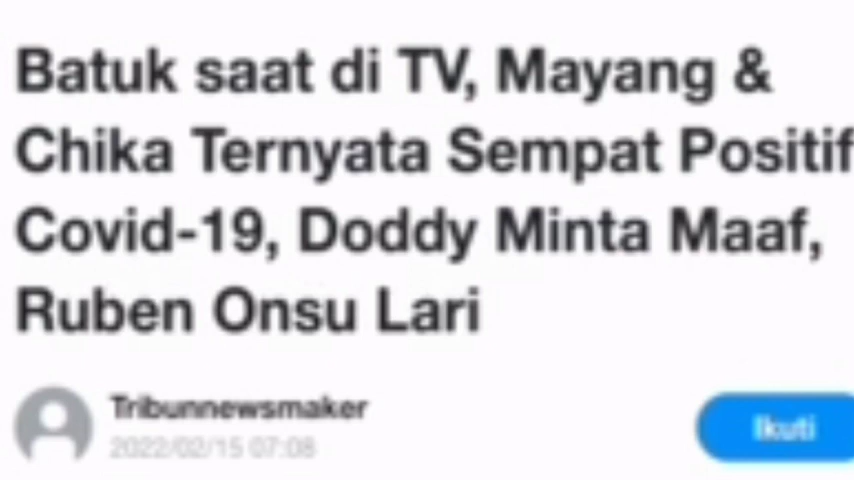 Batuk saat di TV, Mayang &
Chika Ternyata Sempat Positif
Covid-19, Doddy Minta Maaf,
Ruben Onsu Lari
Tribunnewsmaker
2022/02/15 07:08
Ikuti